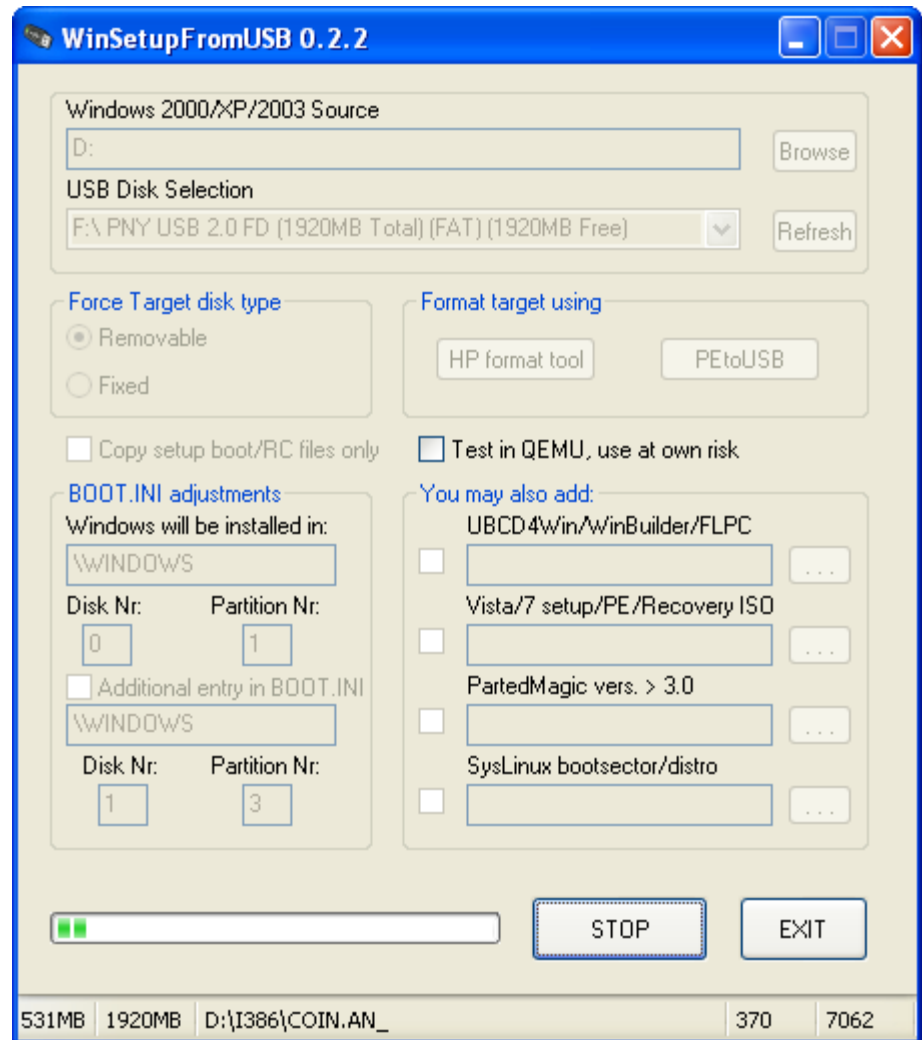 WinSetupFromUSB 0.2.2
Windows 2000/XP/2003 Source
D:
Browse
USB Disk Selection
F:\ PNY USB 2.0 FD (1920MB Total) (FAT) (1920MB Free)
Refresh
Force Target disk type
Removable
Fixed
Format target using
HP format tool
PEtoUSB
Copy setup boot/RC files only
Test in QEMU, use at own risk
BOOT.INI adjustments
Windows will be installed in:
\WINDOWS
Disk Nr: Partition Nr:
0 1
Additional entry in BOOT.INI
\WINDOWS
Disk Nr: Partition Nr:
1 3
You may also add:
UBCD4Win/WinBuilder/FLPC
...
Vista/7 setup/PE/Recovery ISO
...
PartedMagic vers. > 3.0
...
SysLinux bootsector/distro
...
STOP
EXIT
531MB 1920MB D:\I386\COIN.AN_ 370 7062